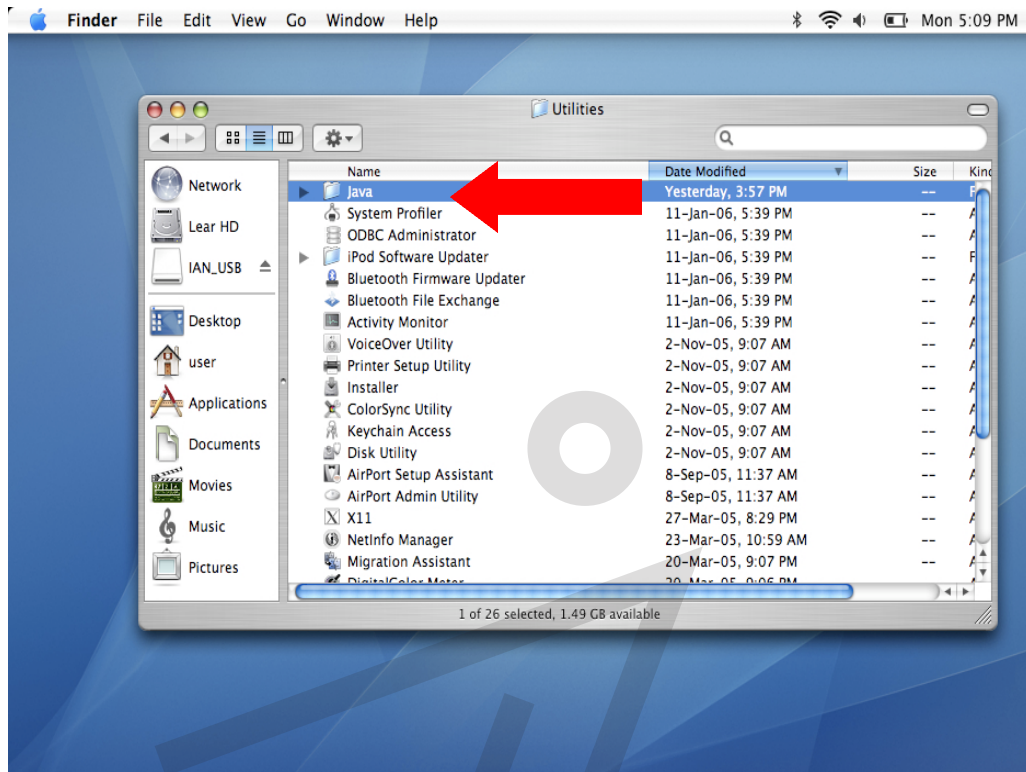 Finder File Edit View Go Window Help Mon 5:09 PM
Utilities
Name Date Modified Size Kind
Network
Lear HD
IAN_USB
Desktop
user
Applications
Documents
Movies
Music
Pictures
Java Yesterday, 3:57 PM -- F
System Profiler 11-Jan-06, 5:39 PM -- A
ODBC Administrator 11-Jan-06, 5:39 PM -- A
iPod Software Updater 11-Jan-06, 5:39 PM -- F
Bluetooth Firmware Updater 11-Jan-06, 5:39 PM -- A
Bluetooth File Exchange 11-Jan-06, 5:39 PM -- A
Activity Monitor 11-Jan-06, 5:39 PM -- A
VoiceOver Utility 2-Nov-05, 9:07 AM -- A
Printer Setup Utility 2-Nov-05, 9:07 AM -- A
Installer 2-Nov-05, 9:07 AM -- A
ColorSync Utility 2-Nov-05, 9:07 AM -- A
Keychain Access 2-Nov-05, 9:07 AM -- A
Disk Utility 2-Nov-05, 9:07 AM -- A
AirPort Setup Assistant 8-Sep-05, 11:37 AM -- A
AirPort Admin Utility 8-Sep-05, 11:37 AM -- A
X11 27-Mar-05, 8:29 PM -- A
NetInfo Manager 23-Mar-05, 10:59 AM -- A
Migration Assistant 20-Mar-05, 9:07 PM -- A
DigitalColor Meter 20-Mar-05, 9:06 PM
1 of 26 selected, 1.49 GB available